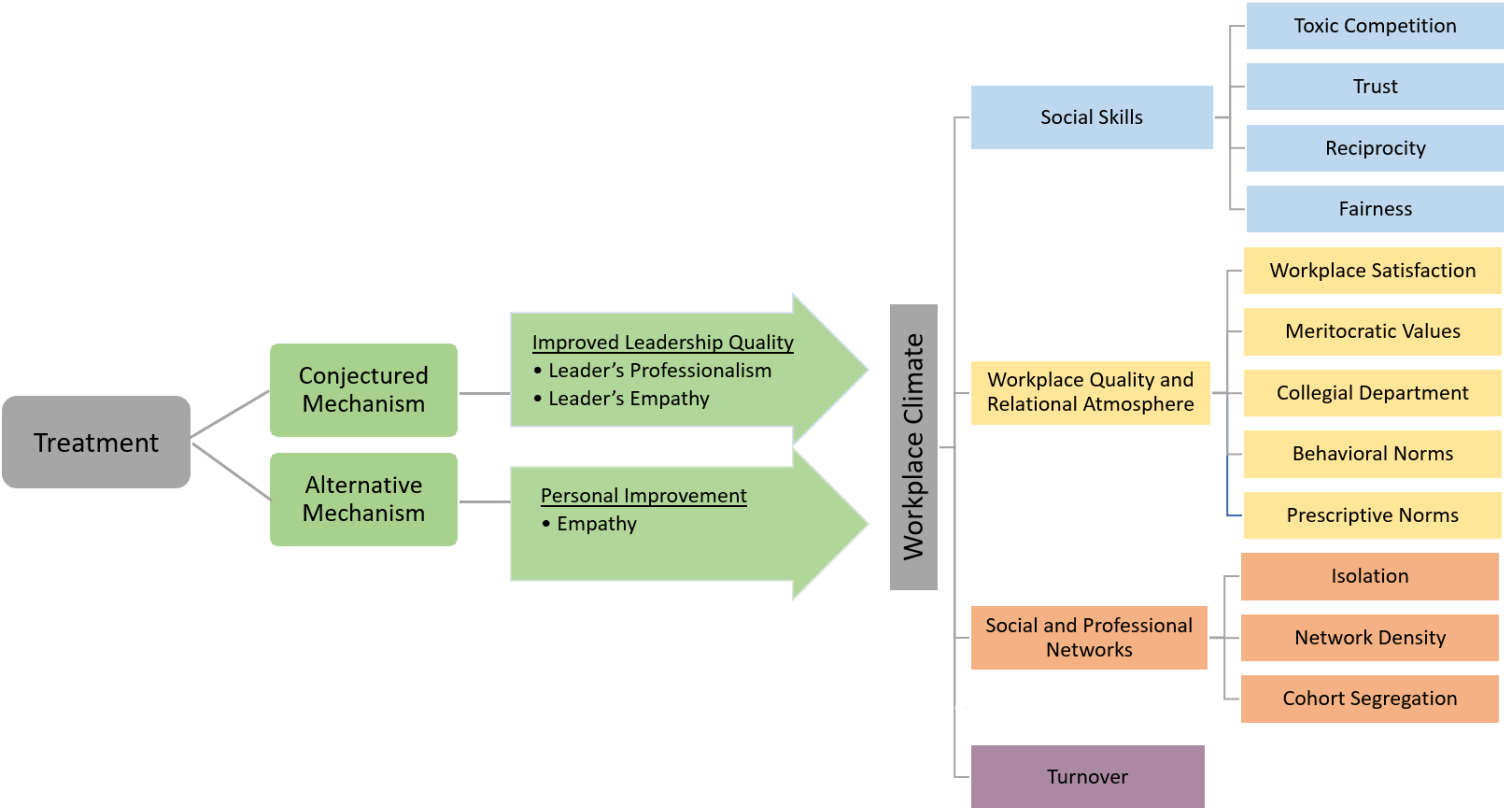 Treatment
Conjectured
Mechanism
Alternative
Mechanism
Improved Leadership Quality
• Leader’s Professionalism
• Leader’s Empathy
Personal Improvement
• Empathy
Workplace Climate
Social Skills
Toxic Competition
Trust
Reciprocity
Fairness
Workplace Quality and
Relational Atmosphere
Workplace Satisfaction
Meritocratic Values
Collegial Department
Behavioral Norms
Prescriptive Norms
Social and Professional
Networks
Isolation
Network Density
Cohort Segregation
Turnover